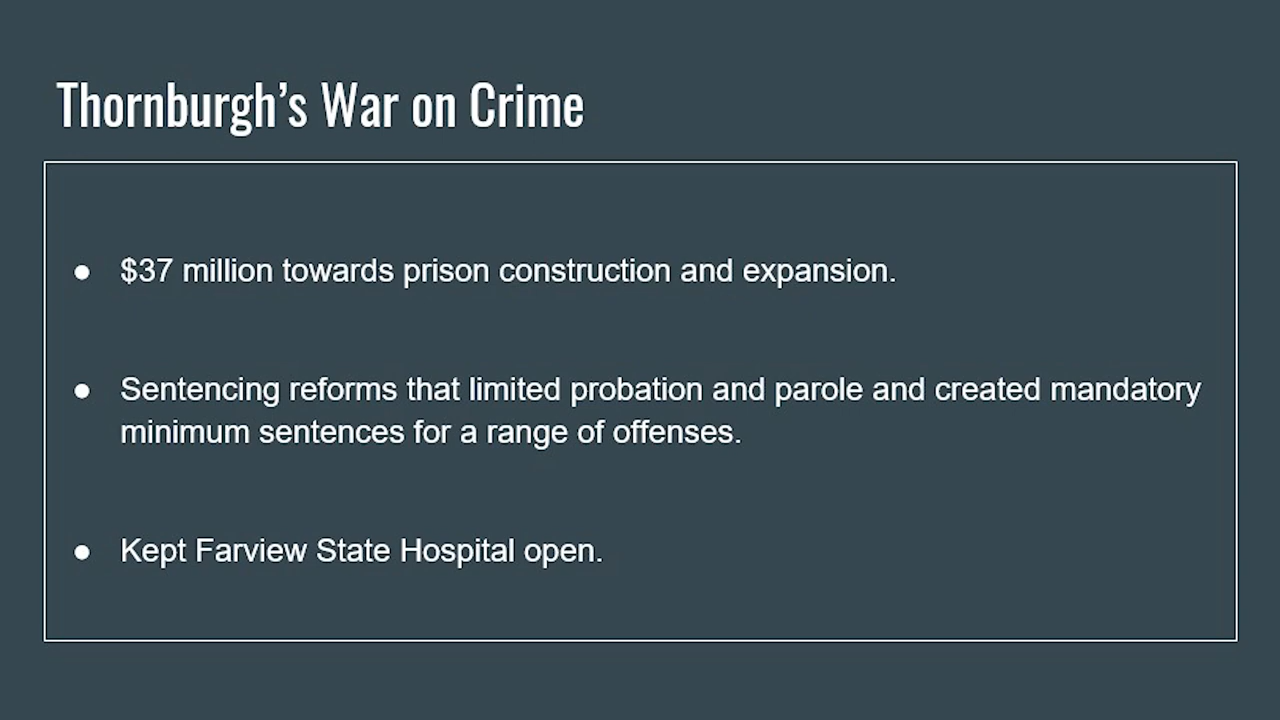 Thornburgh’s War on Crime
● $37 million towards prison construction and expansion.
● Sentencing reforms that limited probation and parole and created mandatory
minimum sentences for a range of offenses.
● Kept Farview State Hospital open.